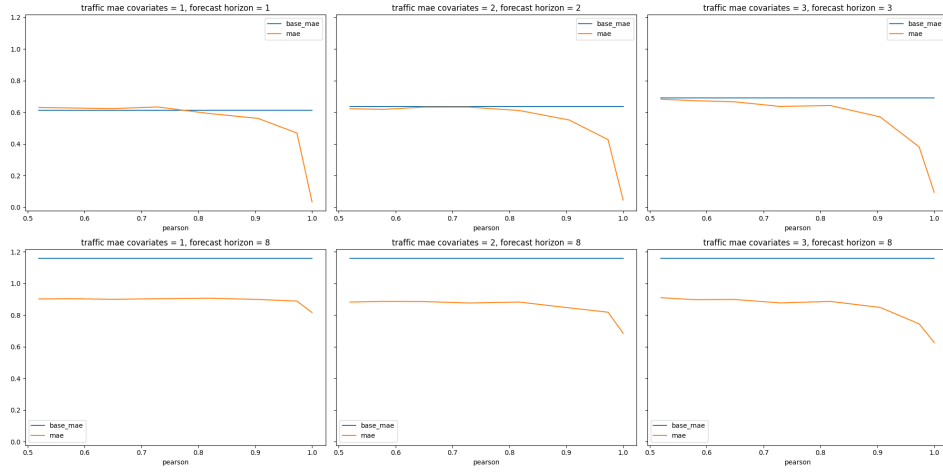 traffic mae covariates = 1, forecast horizon = 1
traffic mae covariates = 2, forecast horizon = 2
traffic mae covariates = 3, forecast horizon = 3
1.2
1.0
0.8
0.6
0.4
0.2
0.0
base_mae
mae
base_mae
mae
base_mae
mae
0.5 0.6 0.7 0.8 0.9 1.0
0.5 0.6 0.7 0.8 0.9 1.0
0.5 0.6 0.7 0.8 0.9 1.0
pearson
pearson
pearson
traffic mae covariates = 1, forecast horizon = 8
traffic mae covariates = 2, forecast horizon = 8
traffic mae covariates = 3, forecast horizon = 8
1.2
1.0
0.8
0.6
0.4
0.2
0.0
base_mae
mae
base_mae
mae
base_mae
mae
0.5 0.6 0.7 0.8 0.9 1.0
0.5 0.6 0.7 0.8 0.9 1.0
0.5 0.6 0.7 0.8 0.9 1.0
pearson
pearson
pearson